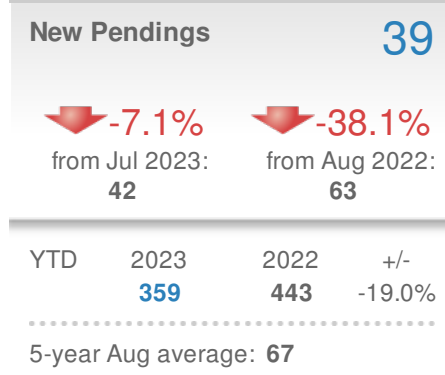 New Pendings 39
-7.1% -38.1%
from Jul 2023: from Aug 2022:
42 63
YTD 2023 2022 +/-
359 443 -19.0%
5-year Aug average: 67